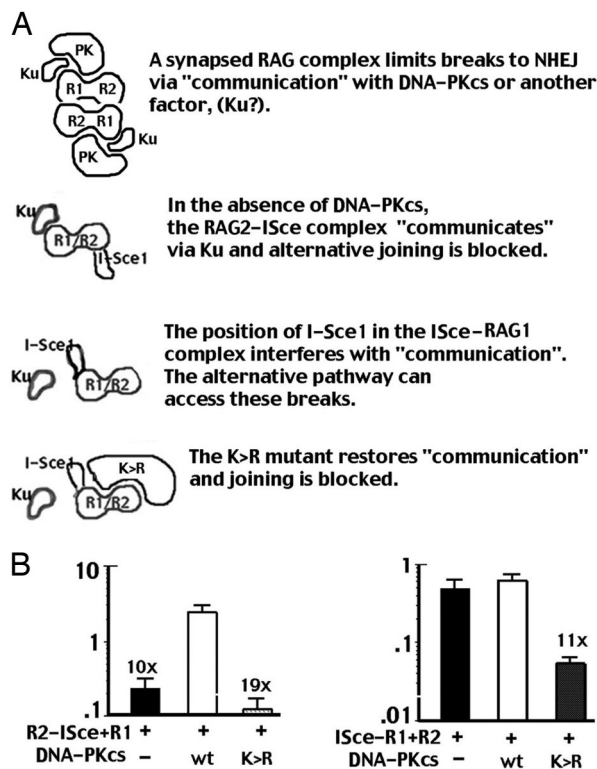 A
PK
Ku
R1 R2
R2 R1
Ku
PK
A synapsed RAG complex limits breaks to NHEJ
via "communication" with DNA-PKcs or another
factor, (Ku?).
Ku
R1/R2
I-Sce1
In the absence of DNA-PKcs,
the RAG2-ISce complex "communicates"
via Ku and alternative joining is blocked.
I-Sce1
Ku
R1/R2
The position of I-Sce1 in the ISce-RAG1
complex interferes with "communication".
The alternative pathway can
access these breaks.
I-Sce1
K>R
Ku
R1/R2
The K>R mutant restores "communication"
and joining is blocked.
B
10
1
.1
10x
19x
R2-ISce+R1 + + +
DNA-PKcs - wt K>R
1
.1
.01
11x
ISce-R1+R2 + + +
DNA-PKcs - wt K>R